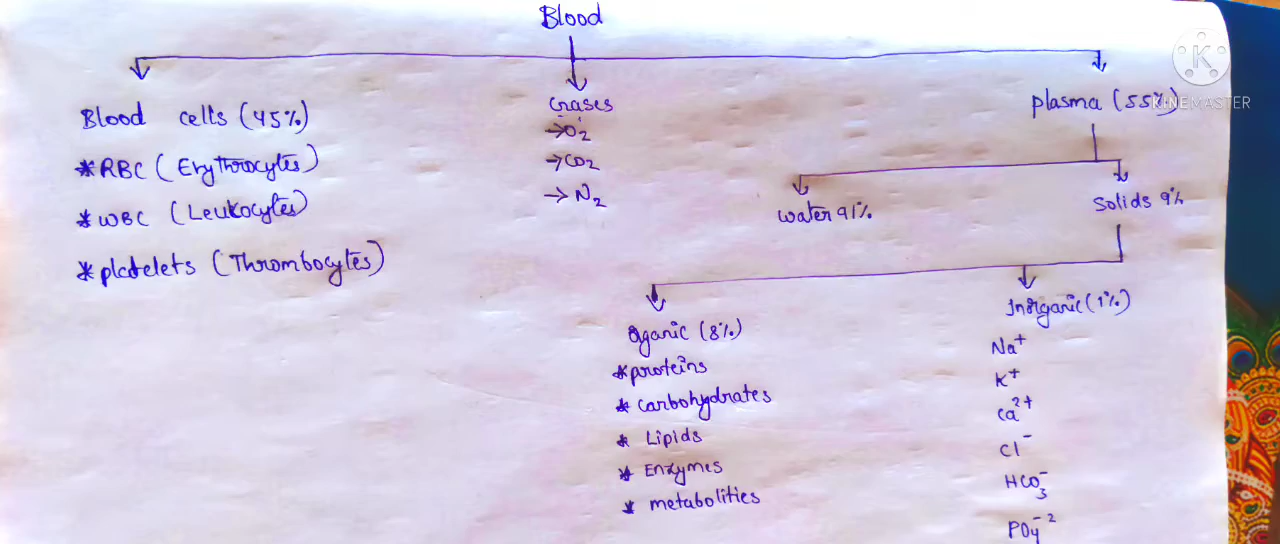 Blood
Blood cells (45%)
*RBC (Erythrocytes)
*WBC (Leukocytes)
*platelets (Thrombocytes)
Gases
→O2
→CO2
→N2
plasma (55%)
KINEMASTER
water 91%
Solids 9%
Oganic (8%)
*proteins
* carbohydrates
* Lipids
* Enzymes
* metabolities
Inorganic (1%)
Na+
K+
Ca2+
Cl-
HCO3-
PO4-2